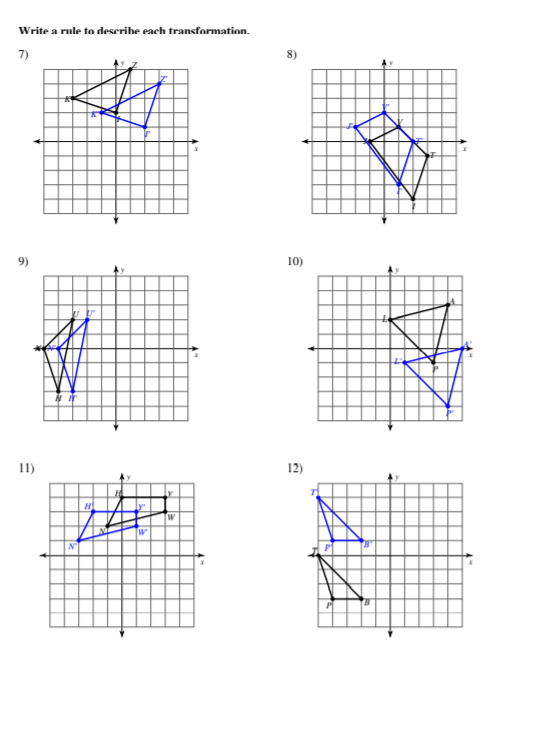 Write a rule to describe each transformation.
7)
8)
y
Z
Z'
K
K'
I'
x
y
Y'
J'
T'
T
I
x
9)
10)
y
U
U'
N'
H
H'
x
y
A
L
A'
L'
P
P'
x
11)
12)
y
H
Y
H'
Y'
W
N
W'
N'
x
y
T'
P'
B'
T
P
B
x